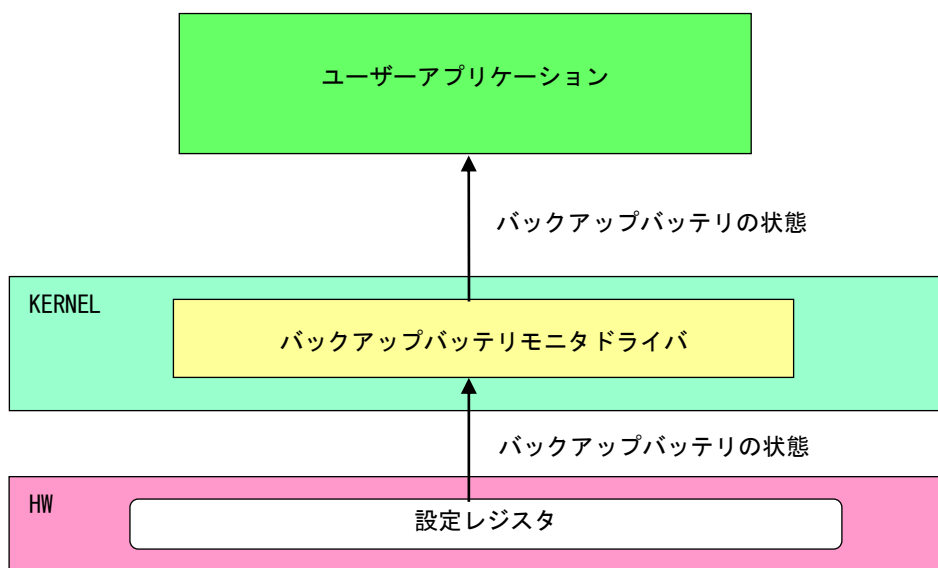 ユーザーアプリケーション
バックアップバッテリの状態
KERNEL
バックアップバッテリモニタドライバ
バックアップバッテリの状態
HW
設定レジスタ